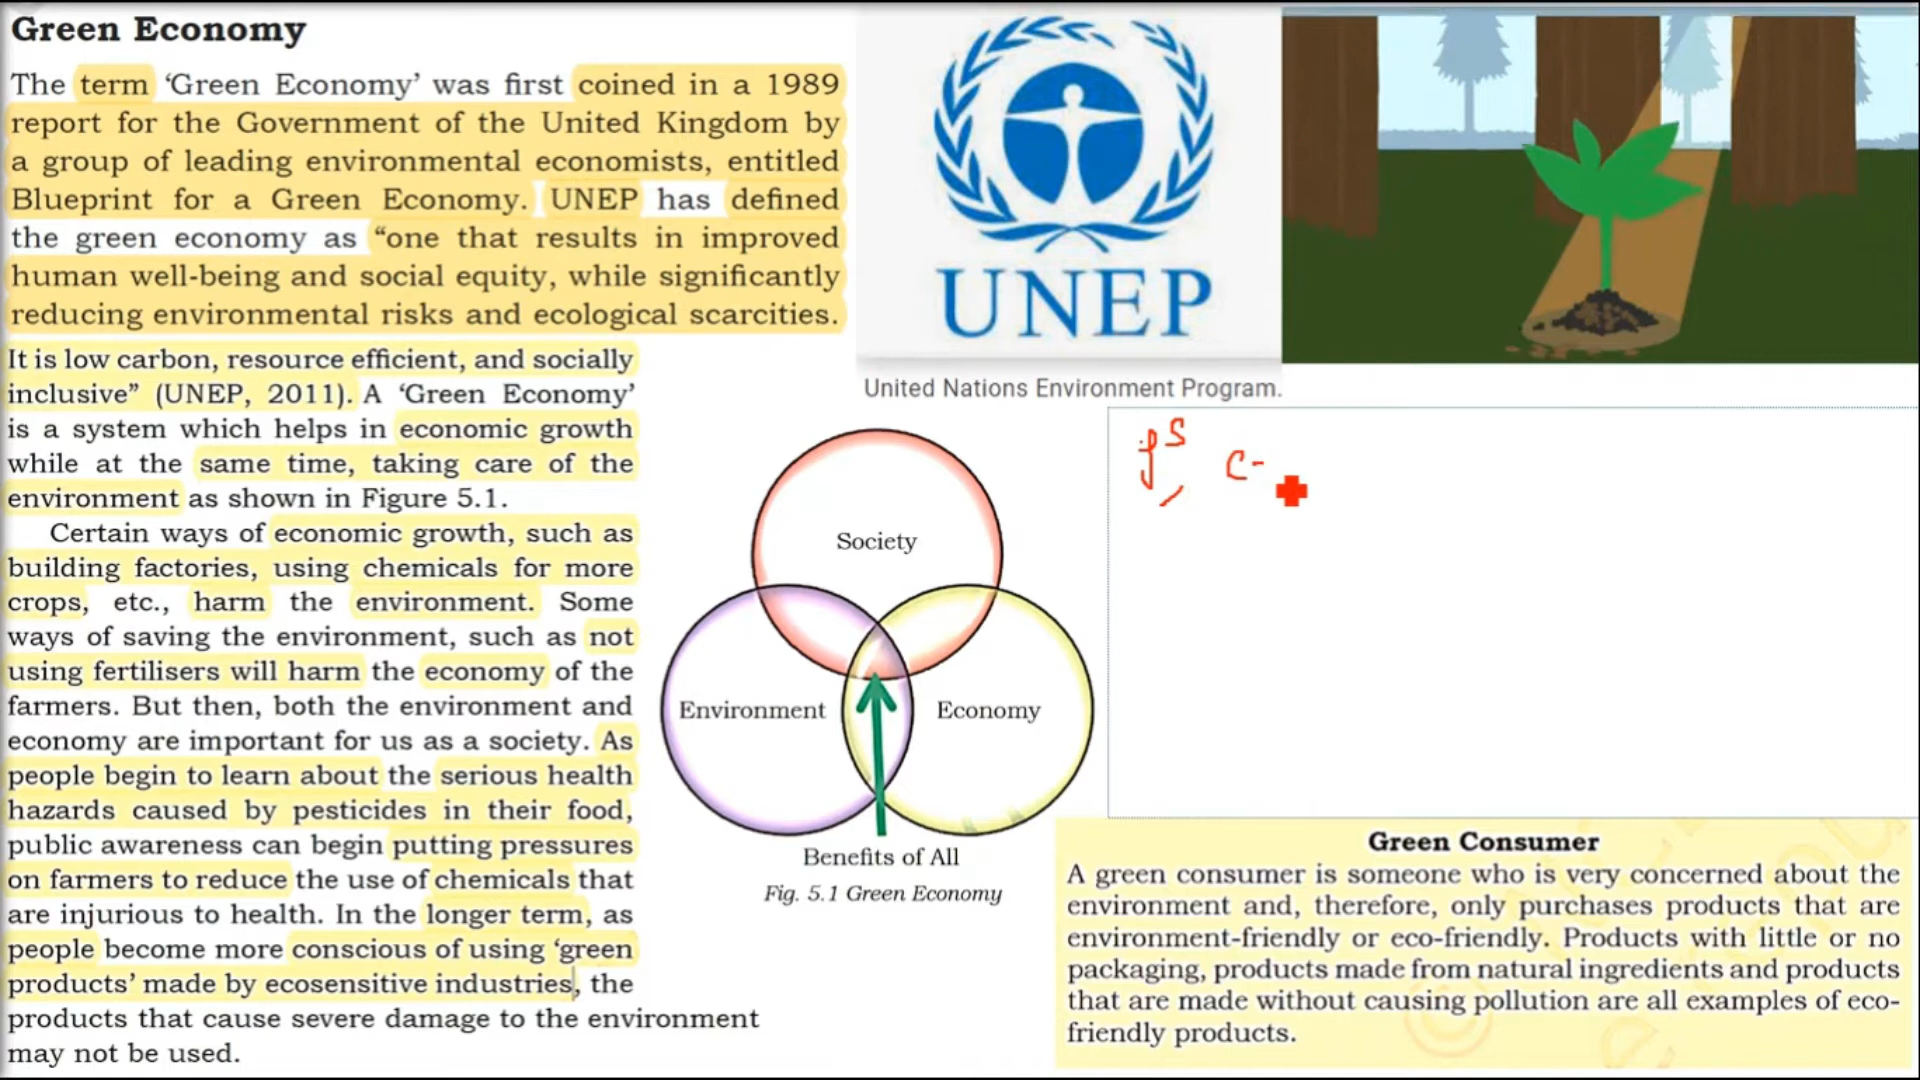 Green Economy
The term ‘Green Economy’ was first coined in a 1989
report for the Government of the United Kingdom by
a group of leading environmental economists, entitled
Blueprint for a Green Economy. UNEP has defined
the green economy as “one that results in improved
human well-being and social equity, while significantly
reducing environmental risks and ecological scarcities.
It is low carbon, resource efficient, and socially
inclusive” (UNEP, 2011). A ‘Green Economy’
is a system which helps in economic growth
while at the same time, taking care of the
environment as shown in Figure 5.1.
Certain ways of economic growth, such as
building factories, using chemicals for more
crops, etc., harm the environment. Some
ways of saving the environment, such as not
using fertilisers will harm the economy of the
farmers. But then, both the environment and
economy are important for us as a society. As
people begin to learn about the serious health
hazards caused by pesticides in their food,
public awareness can begin putting pressures
on farmers to reduce the use of chemicals that
are injurious to health. In the longer term, as
people become more conscious of using ‘green
products’ made by ecosensitive industries, the
products that cause severe damage to the environment
may not be used.
UNEP
United Nations Environment Program.
Society
Environment
Economy
Benefits of All
Fig. 5.1 Green Economy
Green Consumer
A green consumer is someone who is very concerned about the
environment and, therefore, only purchases products that are
environment-friendly or eco-friendly. Products with little or no
packaging, products made from natural ingredients and products
that are made without causing pollution are all examples of eco-
friendly products.